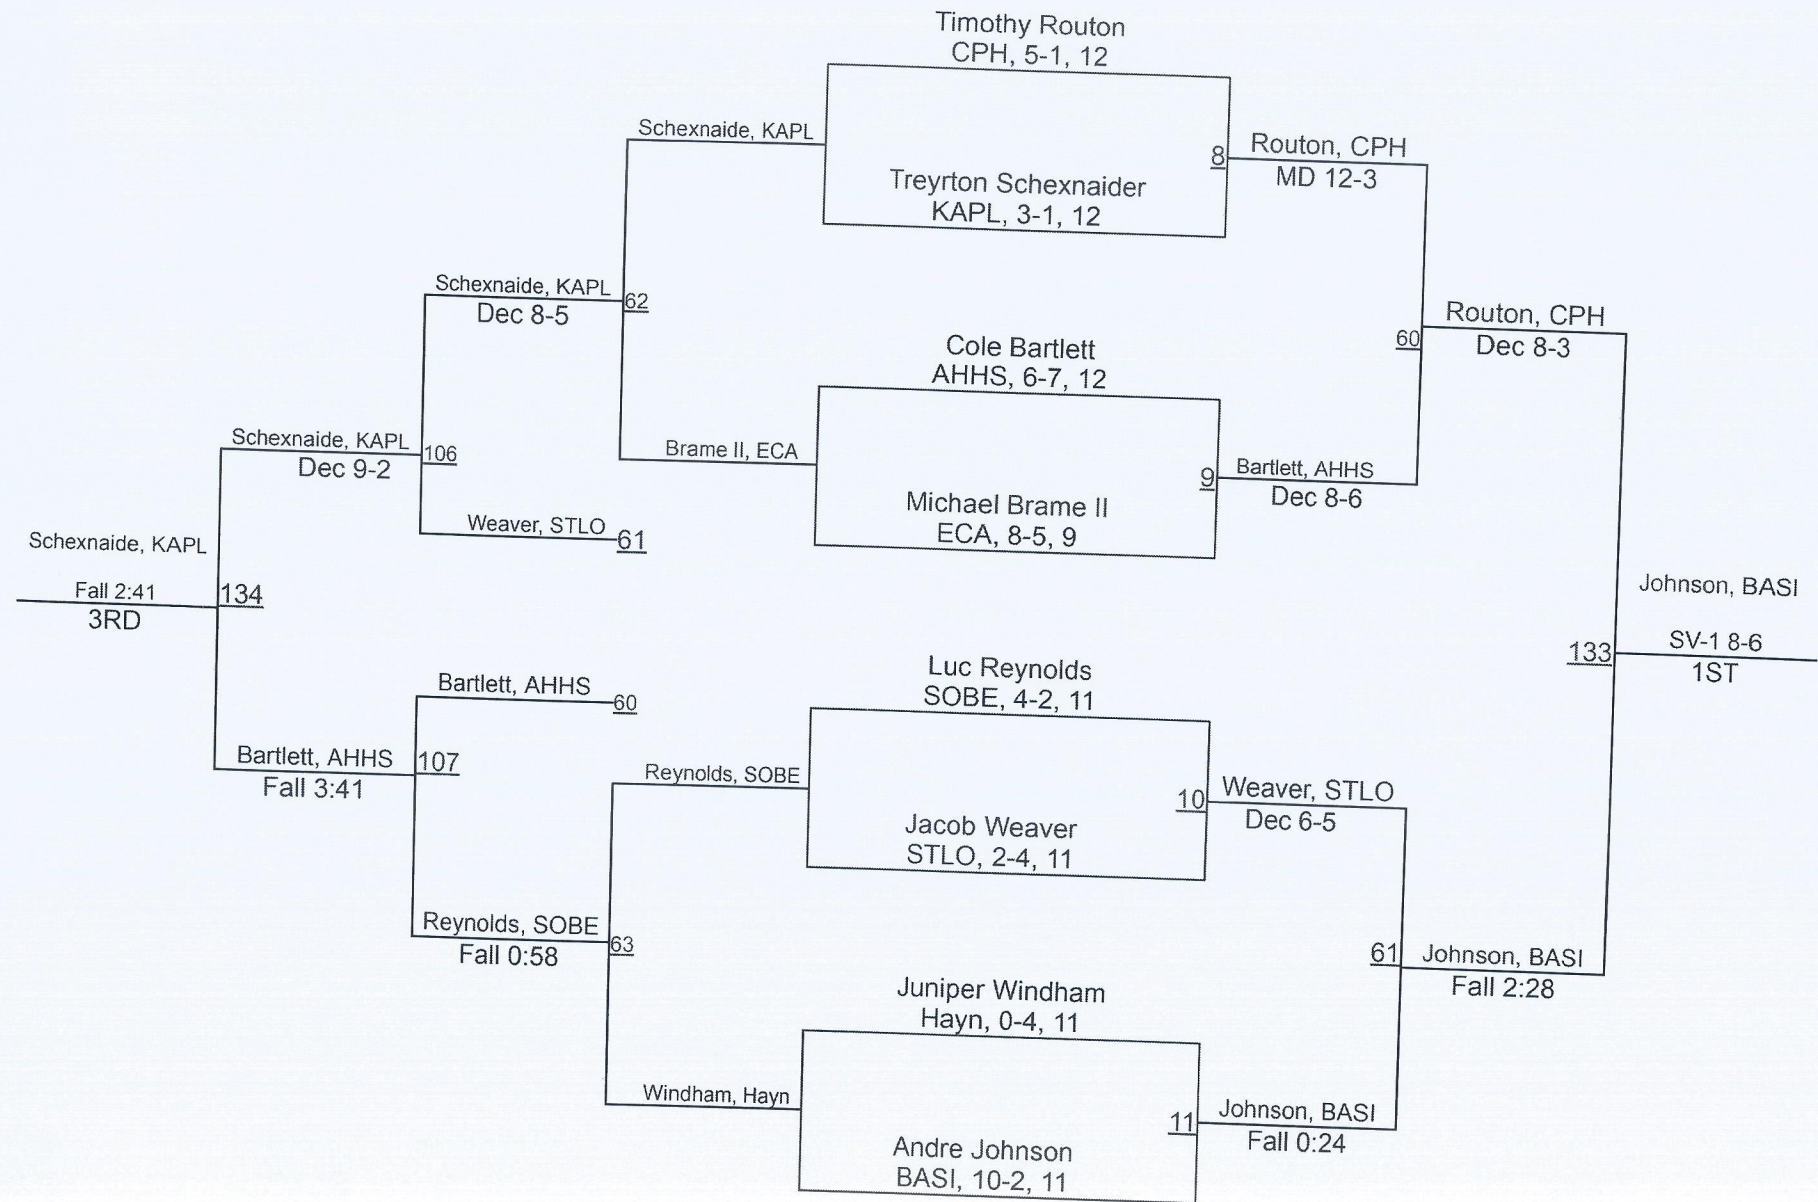 Timothy Routon
CPH, 5-1, 12
Schexnaide, KAPL
8
Routon, CPH
MD 12-3
Treyrton Schexnaider
KAPL, 3-1, 12
Schexnaide, KAPL
62
Dec 8-5
Routon, CPH
60
Dec 8-3
Cole Bartlett
AHHS, 6-7, 12
Schexnaide, KAPL
106
Dec 9-2
Brame II, ECA
9
Bartlett, AHHS
Dec 8-6
Michael Brame II
ECA, 8-5, 9
Weaver, STLO
61
Schexnaide, KAPL
Fall 2:41
134
3RD
Johnson, BASI
133
SV-1 8-6
1ST
Luc Reynolds
SOBE, 4-2, 11
Bartlett, AHHS
60
Bartlett, AHHS
107
Fall 3:41
Reynolds, SOBE
10
Weaver, STLO
Dec 6-5
Jacob Weaver
STLO, 2-4, 11
Reynolds, SOBE
63
Fall 0:58
61
Johnson, BASI
Fall 2:28
Juniper Windham
Hayn, 0-4, 11
Windham, Hayn
11
Johnson, BASI
Fall 0:24
Andre Johnson
BASI, 10-2, 11